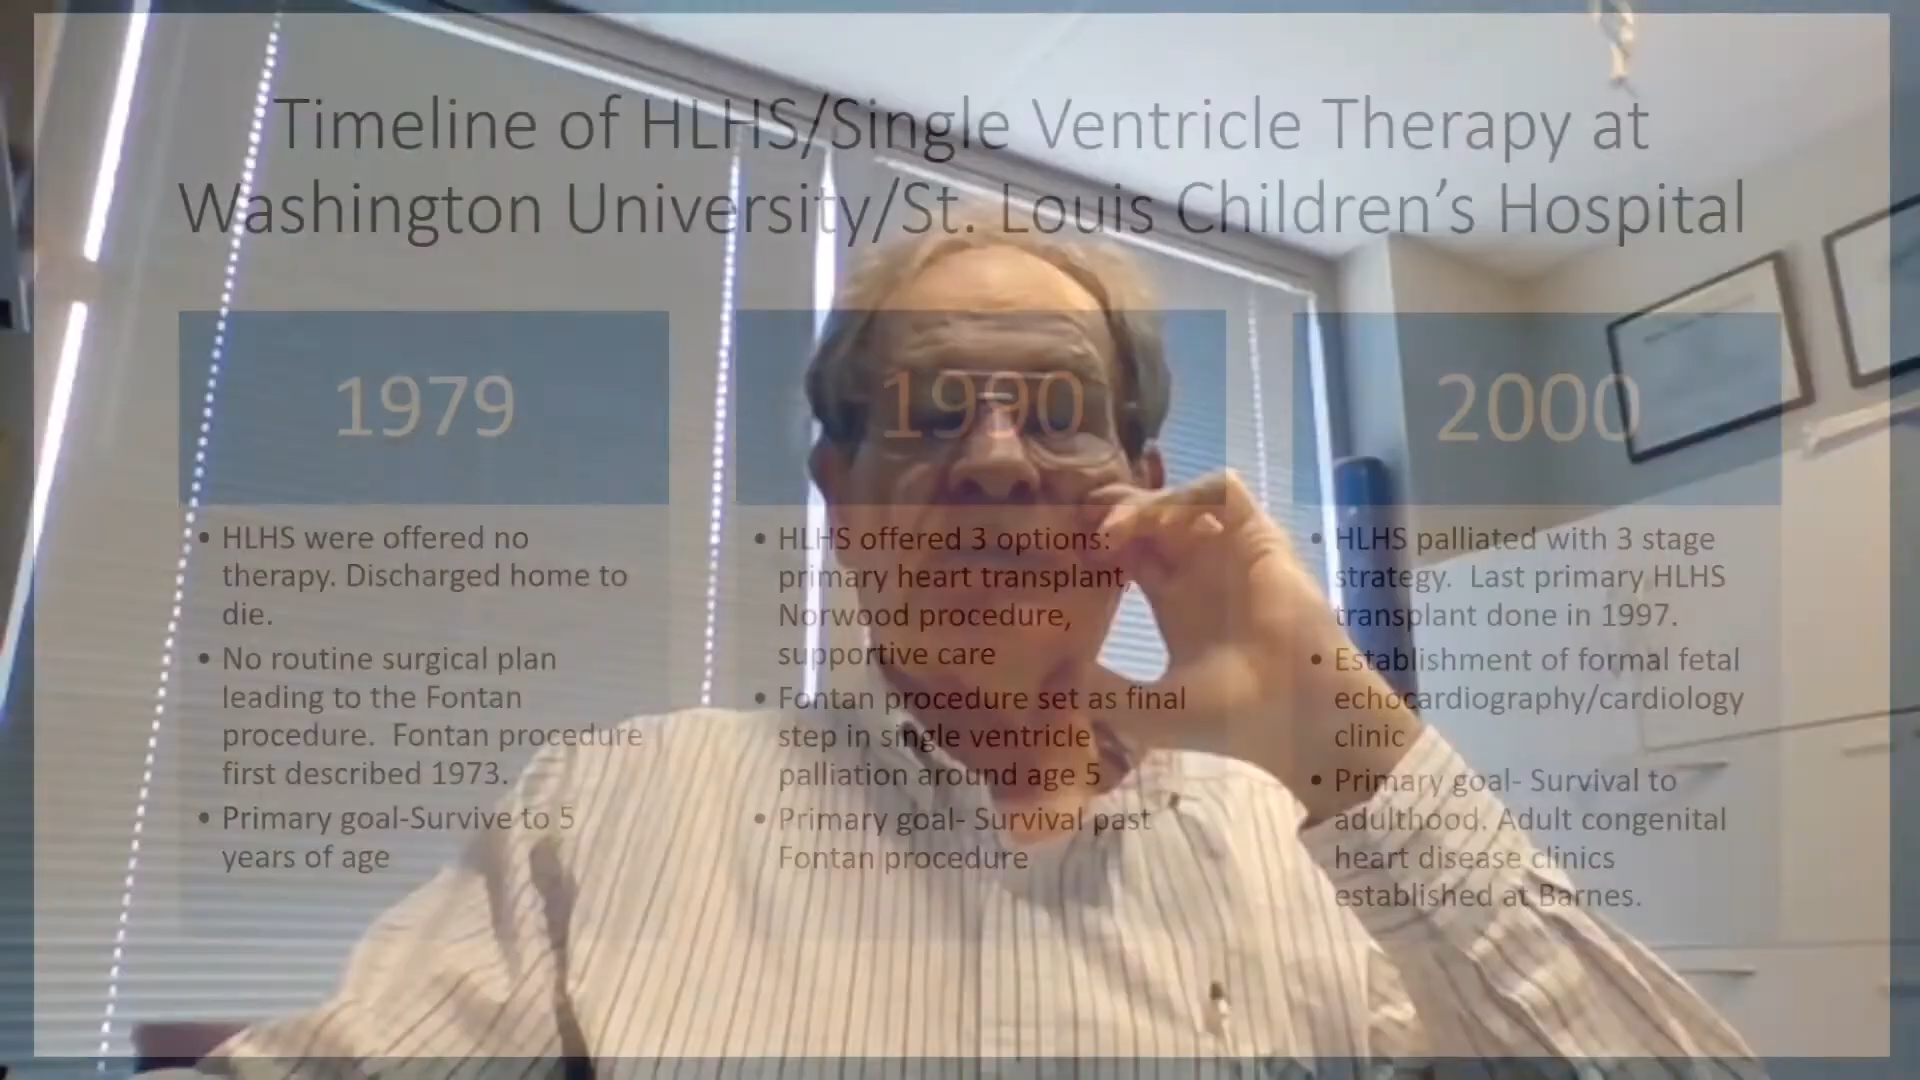 Timeline of HLHS/Single Ventricle Therapy at
Washington University/St. Louis Children's Hospital
1979
• HLHS were offered no
therapy. Discharged home to
die.
• No routine surgical plan
leading to the Fontan
procedure.  Fontan procedure
first described 1973.
• Primary goal-Survive to 5
years of age
1990
• HLHS offered 3 options:
primary heart transplant,
Norwood procedure,
supportive care
• Fontan procedure set as final
step in single ventricle
palliation around age 5
• Primary goal- Survival past
Fontan procedure
2000
• HLHS palliated with 3 stage
strategy.  Last primary HLHS
transplant done in 1997.
• Establishment of formal fetal
echocardiography/cardiology
clinic
• Primary goal- Survival to
adulthood. Adult congenital
heart disease clinics
established at Barnes.